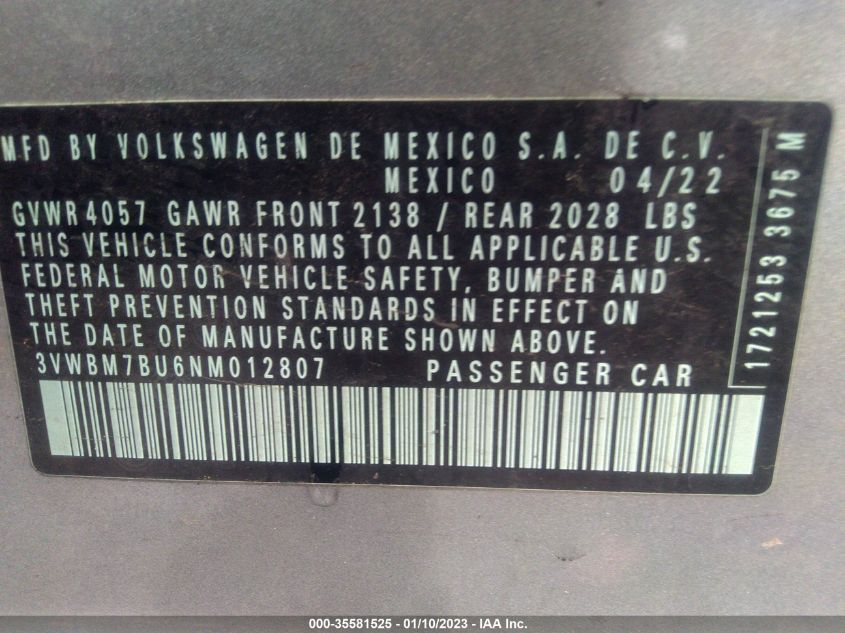 MFD BY VOLKSWAGEN DE MEXICO S.A. DE C.V.
MEXICO 04/22
GVWR 4057 GAWR FRONT 2138 / REAR 2028 LBS
THIS VEHICLE CONFORMS TO ALL APPLICABLE U.S.
FEDERAL MOTOR VEHICLE SAFETY, BUMPER AND
THEFT PREVENTION STANDARDS IN EFFECT ON
THE DATE OF MANUFACTURE SHOWN ABOVE.
3VWBM7BU6NM012807 PASSENGER CAR
1721253 3675 M
000-35581525 - 01/10/2023 - IAA Inc.